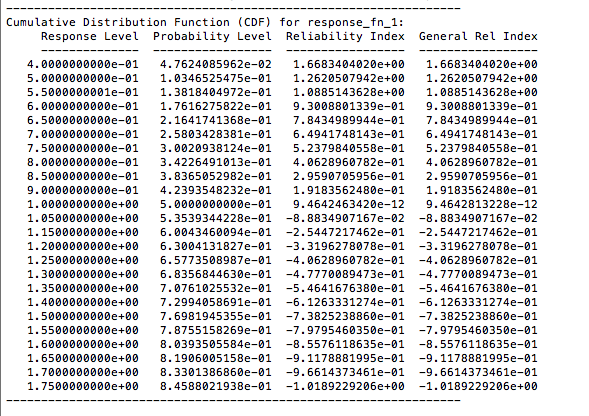 --------------------------------------------------------------
Cumulative Distribution Function (CDF) for response_fn_1:
Response Level Probability Level Reliability Index General Rel Index
-------------- ----------------- ----------------- -----------------
4.0000000000e-01 4.7624085962e-02 1.6683404020e+00 1.6683404020e+00
5.0000000000e-01 1.0346525475e-01 1.2620507942e+00 1.2620507942e+00
5.5000000001e-01 1.3818404972e-01 1.0885143628e+00 1.0885143628e+00
6.0000000000e-01 1.7616275822e-01 9.3008801339e-01 9.3008801339e-01
6.5000000000e-01 2.1641741368e-01 7.8434989944e-01 7.8434989944e-01
7.0000000000e-01 2.5803428381e-01 6.4941748143e-01 6.4941748143e-01
7.5000000000e-01 3.0020938124e-01 5.2379840558e-01 5.2379840558e-01
8.0000000000e-01 3.4226491013e-01 4.0628960782e-01 4.0628960782e-01
8.5000000000e-01 3.8365052982e-01 2.9590705956e-01 2.9590705956e-01
9.0000000000e-01 4.2393548232e-01 1.9183562480e-01 1.9183562480e-01
1.0000000000e+00 5.0000000000e-01 9.4642463420e-12 9.4642813228e-12
1.0500000000e+00 5.3539344228e-01 -8.8834907167e-02 -8.8834907167e-02
1.1500000000e+00 6.0043460094e-01 -2.5447217462e-01 -2.5447217462e-01
1.2000000000e+00 6.3004131827e-01 -3.3196278078e-01 -3.3196278078e-01
1.2500000000e+00 6.5773508987e-01 -4.0628960782e-01 -4.0628960782e-01
1.3000000000e+00 6.8356844630e-01 -4.7770089473e-01 -4.7770089473e-01
1.3500000000e+00 7.0761025532e-01 -5.4641676380e-01 -5.4641676380e-01
1.4000000000e+00 7.2994058691e-01 -6.1263331274e-01 -6.1263331274e-01
1.5000000000e+00 7.6981945355e-01 -7.3825238860e-01 -7.3825238860e-01
1.5500000000e+00 7.8755158269e-01 -7.9795460350e-01 -7.9795460350e-01
1.6000000000e+00 8.0393505584e-01 -8.5576118635e-01 -8.5576118635e-01
1.6500000000e+00 8.1906005158e-01 -9.1178881995e-01 -9.1178881995e-01
1.7000000000e+00 8.3301386860e-01 -9.6614373461e-01 -9.6614373461e-01
1.7500000000e+00 8.4588021938e-01 -1.0189229206e+00 -1.0189229206e+00
--------------------------------------------------------------